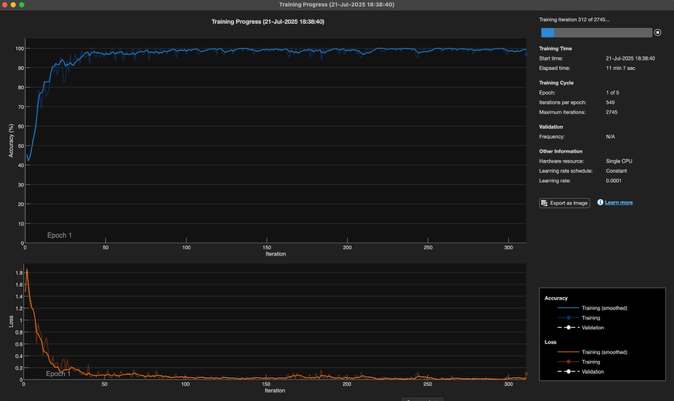 Training Progress (21-Jul-2025 18:38:40)
Training Progress (21-Jul-2025 18:38:40)
Accuracy (%)
100
90
80
70
60
50
40
30
20
10
0
Epoch 1
0
50
100
150
200
250
300
Iteration
Loss
1.8
1.6
1.4
1.2
1
0.8
0.6
0.4
0.2
0
Epoch 1
0
50
100
150
200
250
300
Iteration
Training iteration 312 of 2745...
Training Time
Start time: 21-Jul-2025 18:38:40
Elapsed time: 11 min 7 sec
Training Cycle
Epoch: 1 of 5
Iterations per epoch: 549
Maximum iterations: 2745
Validation
Frequency: N/A
Other Information
Hardware resource: Single CPU
Learning rate schedule: Constant
Learning rate: 0.0001
Export as Image
Learn more
Accuracy
Training (smoothed)
Training
Validation
Loss
Training (smoothed)
Training
Validation